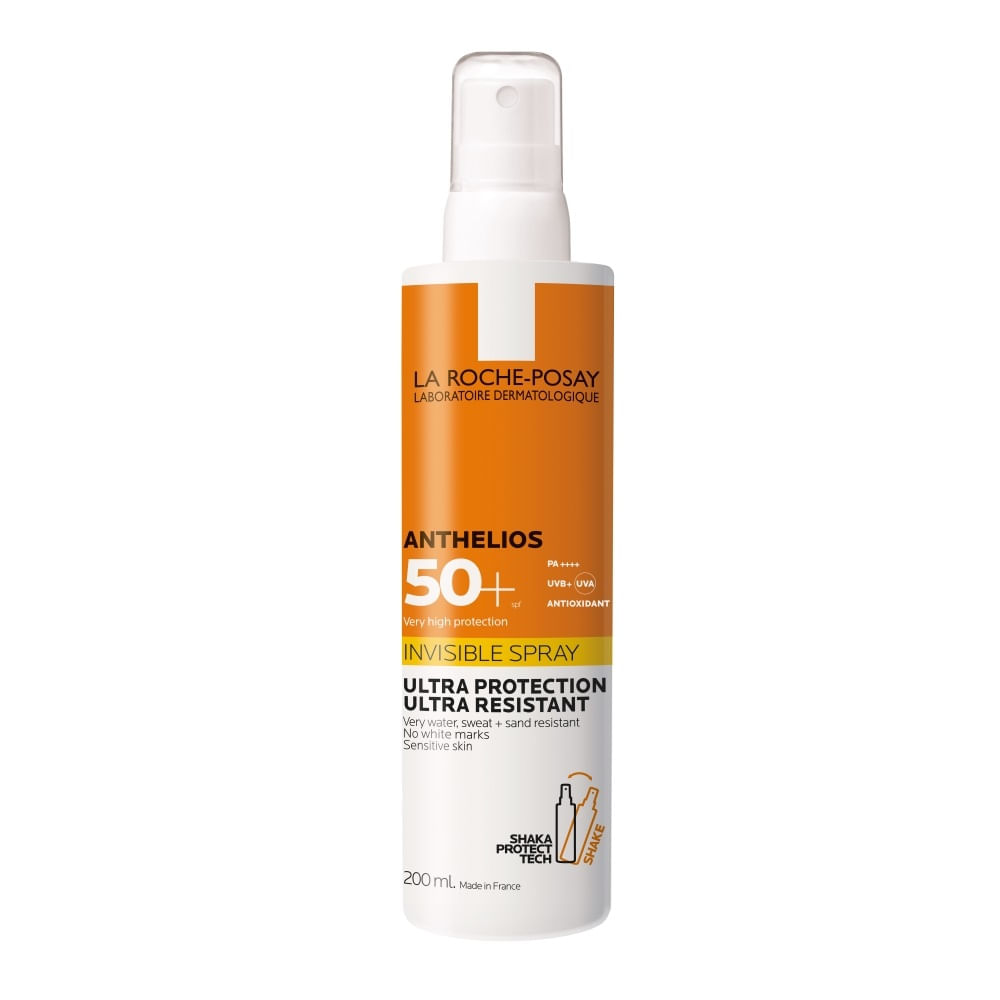 LA ROCHE-POSAY
LABORATOIRE DERMATOLOGIQUE
ANTHELIOS
50+ spf
PA ++++
UVB+ UVA
ANTIOXIDANT
Very high protection
INVISIBLE SPRAY
ULTRA PROTECTION
ULTRA RESISTANT
Very water, sweat + sand resistant
No white marks
Sensitive skin
SHAKA
PROTECT
TECH
SHAKE
200 ml. Made in France